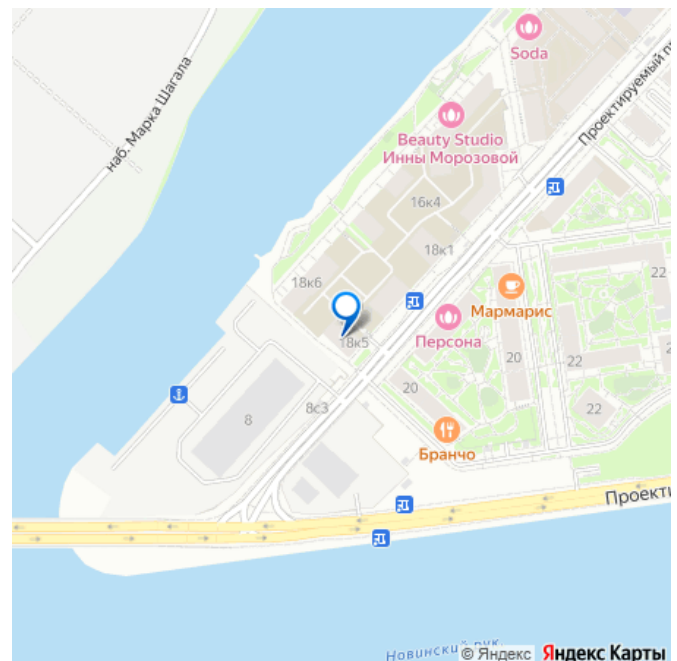 Soda
Проектируемый п
наб. Марка Шагала
Beauty Studio
Инны Морозовой
16к4
18к1
18к6
22
Мармарис
Персона
18к5
20
22
20
8с3
22
8
Бранчо
Проекти
Новинский рук.
© Яндекс Яндекс Карты